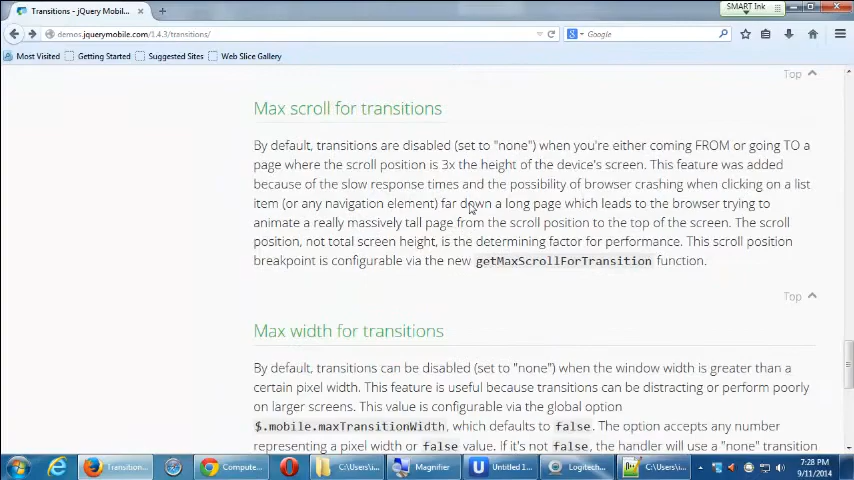 Transitions - jQuery Mobil...
SMART Ink
demos.jquerymobile.com/1.4.3/transitions/
Google
Most Visited
Getting Started
Suggested Sites
Web Slice Gallery
Top
Max scroll for transitions
By default, transitions are disabled (set to "none") when you're either coming FROM or going TO a
page where the scroll position is 3x the height of the device's screen. This feature was added
because of the slow response times and the possibility of browser crashing when clicking on a list
item (or any navigation element) far down a long page which leads to the browser trying to
animate a really massively tall page from the scroll position to the top of the screen. The scroll
position, not total screen height, is the determining factor for performance. This scroll position
breakpoint is configurable via the new getMaxScrollForTransition function.
Top
Max width for transitions
By default, transitions can be disabled (set to "none") when the window width is greater than a
certain pixel width. This feature is useful because transitions can be distracting or perform poorly
on larger screens. This value is configurable via the global option
$.mobile.maxTransitionWidth, which defaults to false. The option accepts any number
representing a pixel width or false value. If it's not false, the handler will use a "none" transition
Transition...
Compute...
C:\Users\i...
Magnifier
Untitled 1...
Logitech...
C:\Users\i...
7:28 PM
9/11/2014